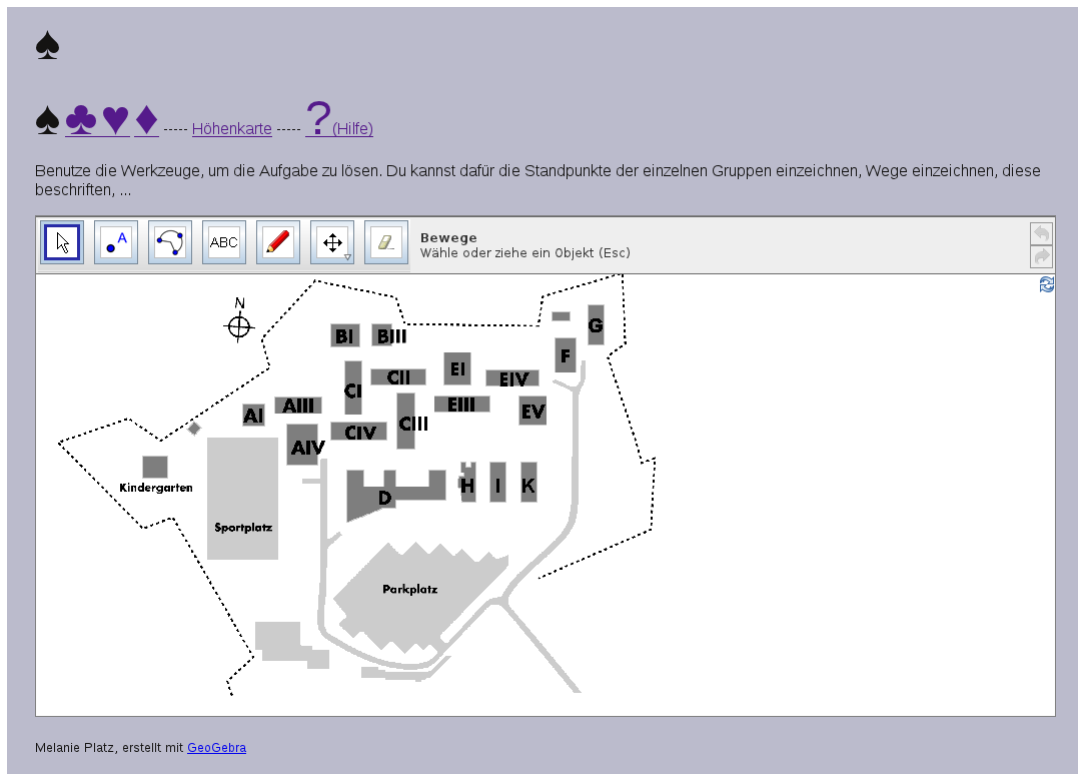 ♠
♠ ♣ ♥ ♦ ----- Höhenkarte ----- ?(Hilfe)
Benutze die Werkzeuge, um die Aufgabe zu lösen. Du kannst dafür die Standpunkte der einzelnen Gruppen einzeichnen, Wege einzeichnen, diese
beschriften, ...
A ABC Bewege
Wähle oder ziehe ein Objekt (Esc)
N
G
BI BIII
F
EI
CII EIV
CI
AIII EIII
AI EV
CIII
CIV
AIV
Kindergarten H I K
D
Sportplatz
Parkplatz
Melanie Platz, erstellt mit GeoGebra